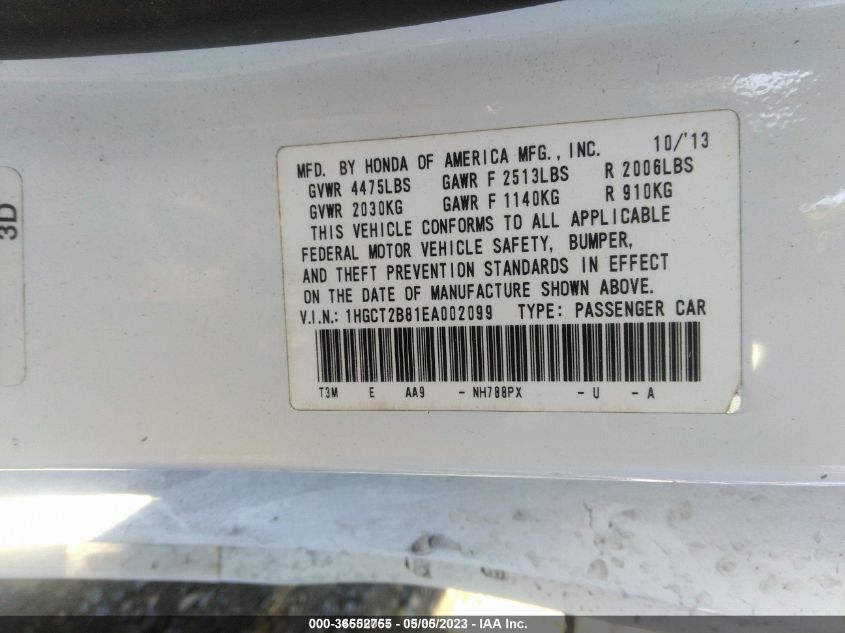 3D
MFD. BY HONDA OF AMERICA MFG., INC. 10/'13
GVWR 4475LBS GAWR F 2513LBS R 2006LBS
GVWR 2030KG GAWR F 1140KG R 910KG
THIS VEHICLE CONFORMS TO ALL APPLICABLE
FEDERAL MOTOR VEHICLE SAFETY, BUMPER,
AND THEFT PREVENTION STANDARDS IN EFFECT
ON THE DATE OF MANUFACTURE SHOWN ABOVE.
V.I.N.: 1HGCT2B81EA002099 TYPE: PASSENGER CAR
T3M E AA9 - NH788PX - U - A
000-36552755 - 05/05/2023 - IAA Inc.